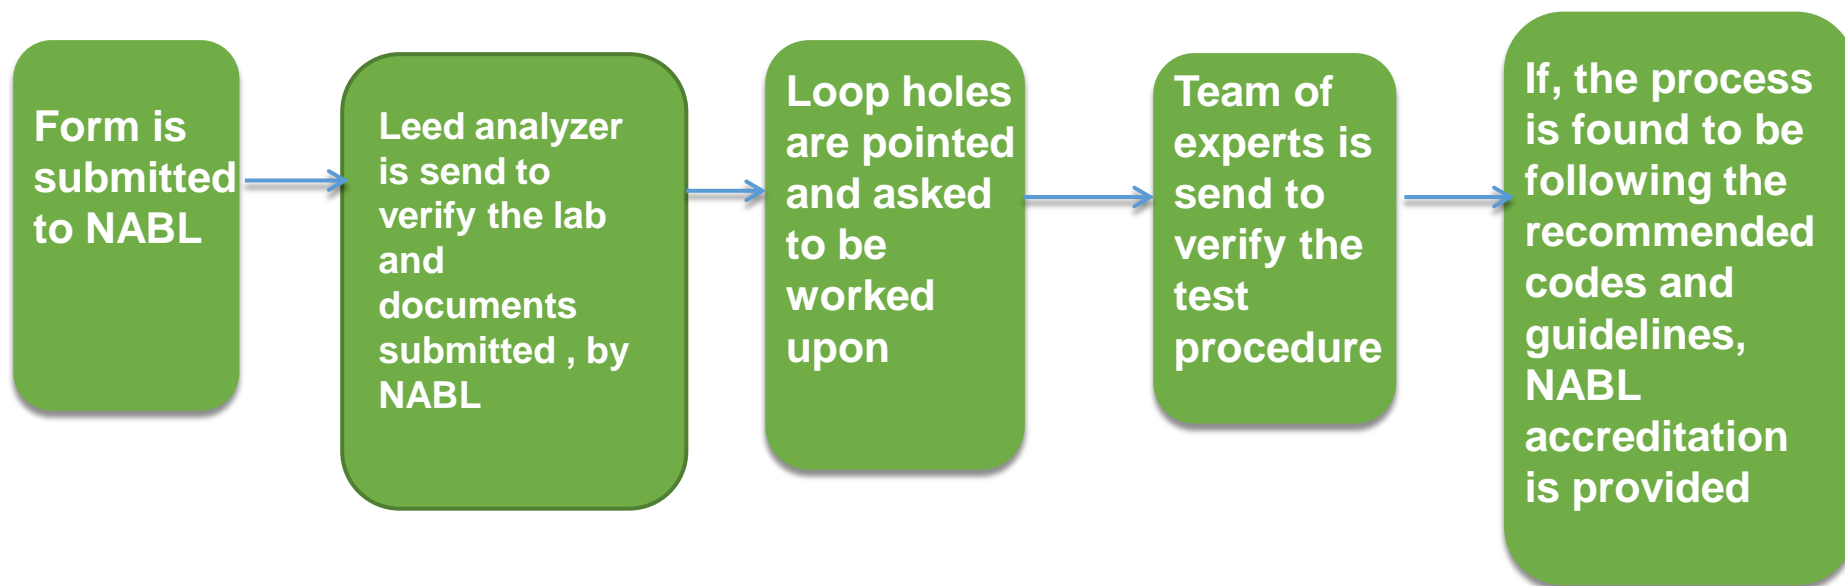 Form is
submitted
to NABL
Leed analyzer
is send to
verify the lab
and
documents
submitted , by
NABL
Loop holes
are pointed
and asked
to be
worked
upon
Team of
experts is
send to
verify the
test
procedure
If, the process
is found to be
following the
recommended
codes and
guidelines,
NABL
accreditation
is provided